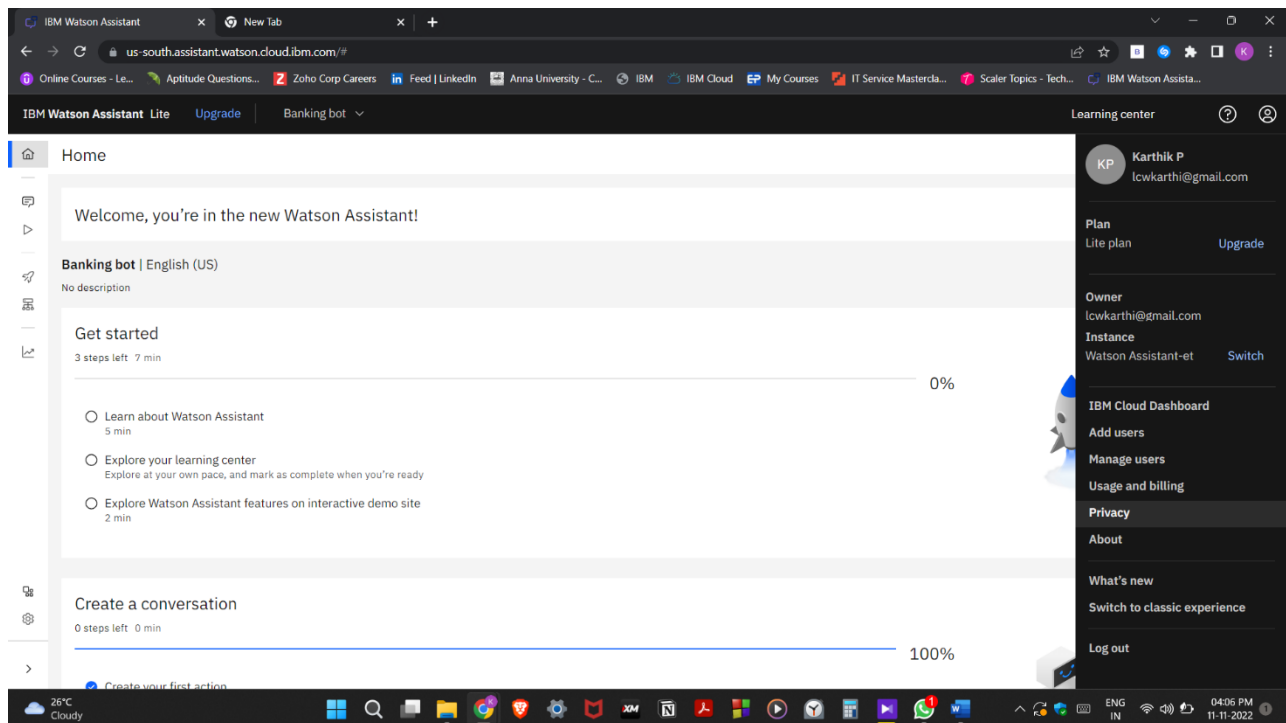 IBM Watson Assistant
New Tab
us-south.assistant.watson.cloud.ibm.com/#
Online Courses - Le...
Aptitude Questions...
Zoho Corp Careers
Feed | LinkedIn
Anna University - C...
IBM
IBM Cloud
My Courses
IT Service Mastercla...
Scaler Topics - Tech...
IBM Watson Assista...
IBM Watson Assistant Lite
Upgrade
Banking bot
Learning center
Home
Welcome, you're in the new Watson Assistant!
Banking bot | English (US)
No description
Get started
3 steps left 7 min
0%
Learn about Watson Assistant
5 min
Explore your learning center
Explore at your own pace, and mark as complete when you're ready
Explore Watson Assistant features on interactive demo site
2 min
Create a conversation
0 steps left 0 min
100%
Create your first action
KP
Karthik P
lcwkarthi@gmail.com
Plan
Lite plan
Upgrade
Owner
lcwkarthi@gmail.com
Instance
Watson Assistant-et
Switch
IBM Cloud Dashboard
Add users
Manage users
Usage and billing
Privacy
About
What's new
Switch to classic experience
Log out
26°C
Cloudy
ENG
IN
04:06 PM
11-11-2022